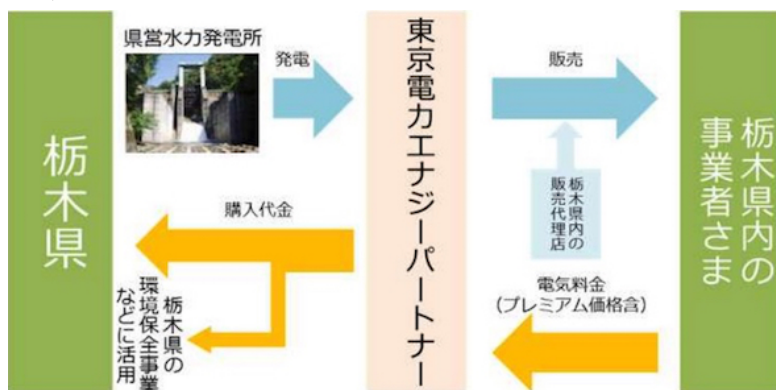 栃木県
県営水力発電所
発電
購入代金
栃木県の
環境保全事業
などに活用
東京電力エナジーパートナー
販売
栃木県内の
販売代理店
電気料金
（プレミアム価格含）
栃木県内の
事業者さま